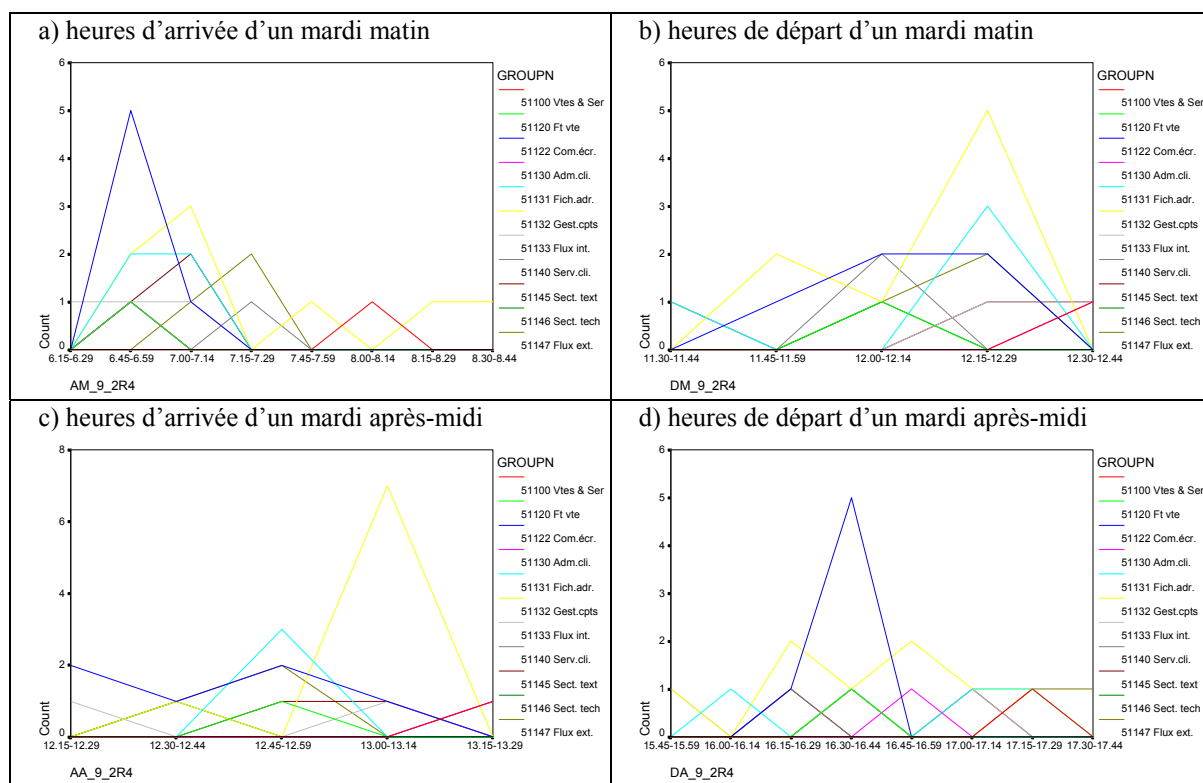 a) heures d’arrivée d’un mardi matin
6
5
4
3
2
1
0
Count
6.15-6.29
6.45-6.59
7.00-7.14
7.15-7.29
7.45-7.59
8.00-8.14
8.15-8.29
8.30-8.44
AM_9_2R4
GROUPN
51100 Vtes & Ser
51120 Ft vte
51122 Com.écr.
51130 Adm.cli.
51131 Fich.adr.
51132 Gest.cpts
51133 Flux int.
51140 Serv.cli.
51145 Sect. text
51146 Sect. tech
51147 Flux ext.
b) heures de départ d’un mardi matin
6
5
4
3
2
1
0
Count
11.30-11.44
11.45-11.59
12.00-12.14
12.15-12.29
12.30-12.44
DM_9_2R4
GROUPN
51100 Vtes & Ser
51120 Ft vte
51122 Com.écr.
51130 Adm.cli.
51131 Fich.adr.
51132 Gest.cpts
51133 Flux int.
51140 Serv.cli.
51145 Sect. text
51146 Sect. tech
51147 Flux ext.
c) heures d’arrivée d’un mardi après-midi
8
6
4
2
0
Count
12.15-12.29
12.30-12.44
12.45-12.59
13.00-13.14
13.15-13.29
AA_9_2R4
GROUPN
51100 Vtes & Ser
51120 Ft vte
51122 Com.écr.
51130 Adm.cli.
51131 Fich.adr.
51132 Gest.cpts
51133 Flux int.
51140 Serv.cli.
51145 Sect. text
51146 Sect. tech
51147 Flux ext.
d) heures de départ d’un mardi après-midi
6
5
4
3
2
1
0
Count
15.45-15.59
16.00-16.14
16.15-16.29
16.30-16.44
16.45-16.59
17.00-17.14
17.15-17.29
17.30-17.44
DA_9_2R4
GROUPN
51100 Vtes & Ser
51120 Ft vte
51122 Com.écr.
51130 Adm.cli.
51131 Fich.adr.
51132 Gest.cpts
51133 Flux int.
51140 Serv.cli.
51145 Sect. text
51146 Sect. tech
51147 Flux ext.